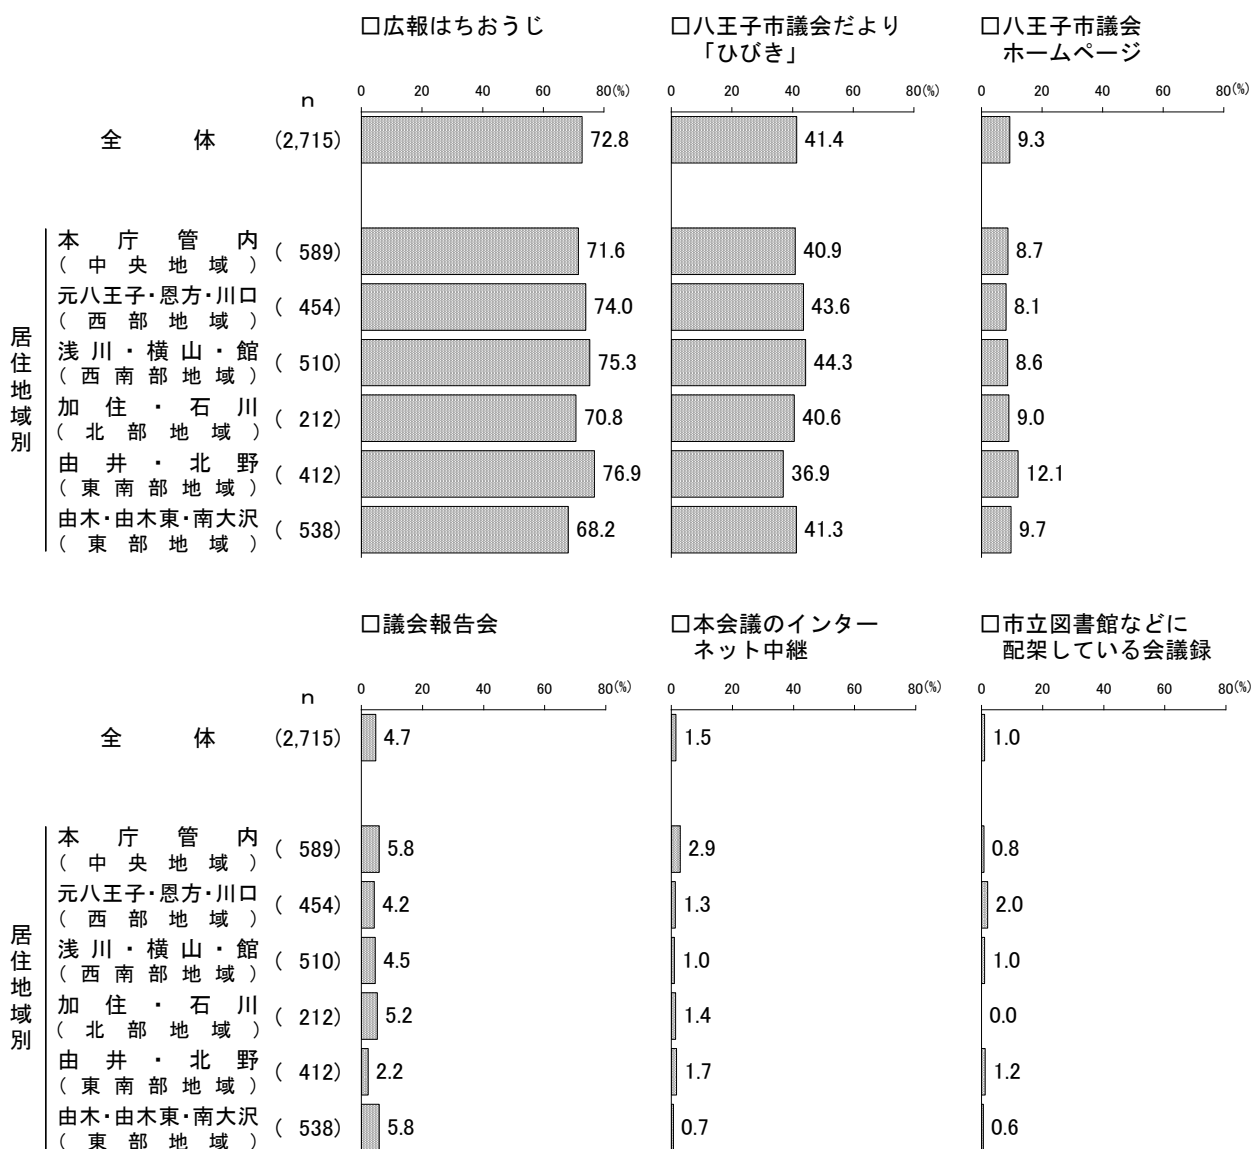 □広報はちおうじ □八王子市議会だより □八王子市議会
「ひびき」 ホームページ
n 0 20 40 60 80(%) 0 20 40 60 80(%) 0 20 40 60 80(%)
全体 (2,715) 72.8 41.4 9.3
居住地域別
本庁管内 ( 589) 71.6 40.9 8.7
(中央地域)
元八王子・恩方・川口 ( 454) 74.0 43.6 8.1
(西部地域)
浅川・横山・館 ( 510) 75.3 44.3 8.6
(西南部地域)
加住・石川 ( 212) 70.8 40.6 9.0
(北部地域)
由井・北野 ( 412) 76.9 36.9 12.1
(東南部地域)
由木・由木東・南大沢 ( 538) 68.2 41.3 9.7
(東部地域)
□議会報告会 □本会議のインター □市立図書館などに
ネット中継 配架している会議録
n 0 20 40 60 80(%) 0 20 40 60 80(%) 0 20 40 60 80(%)
全体 (2,715) 4.7 1.5 1.0
居住地域別
本庁管内 ( 589) 5.8 2.9 0.8
(中央地域)
元八王子・恩方・川口 ( 454) 4.2 1.3 2.0
(西部地域)
浅川・横山・館 ( 510) 4.5 1.0 1.0
(西南部地域)
加住・石川 ( 212) 5.2 1.4 0.0
(北部地域)
由井・北野 ( 412) 2.2 1.7 1.2
(東南部地域)
由木・由木東・南大沢 ( 538) 5.8 0.7 0.6
(東部地域)